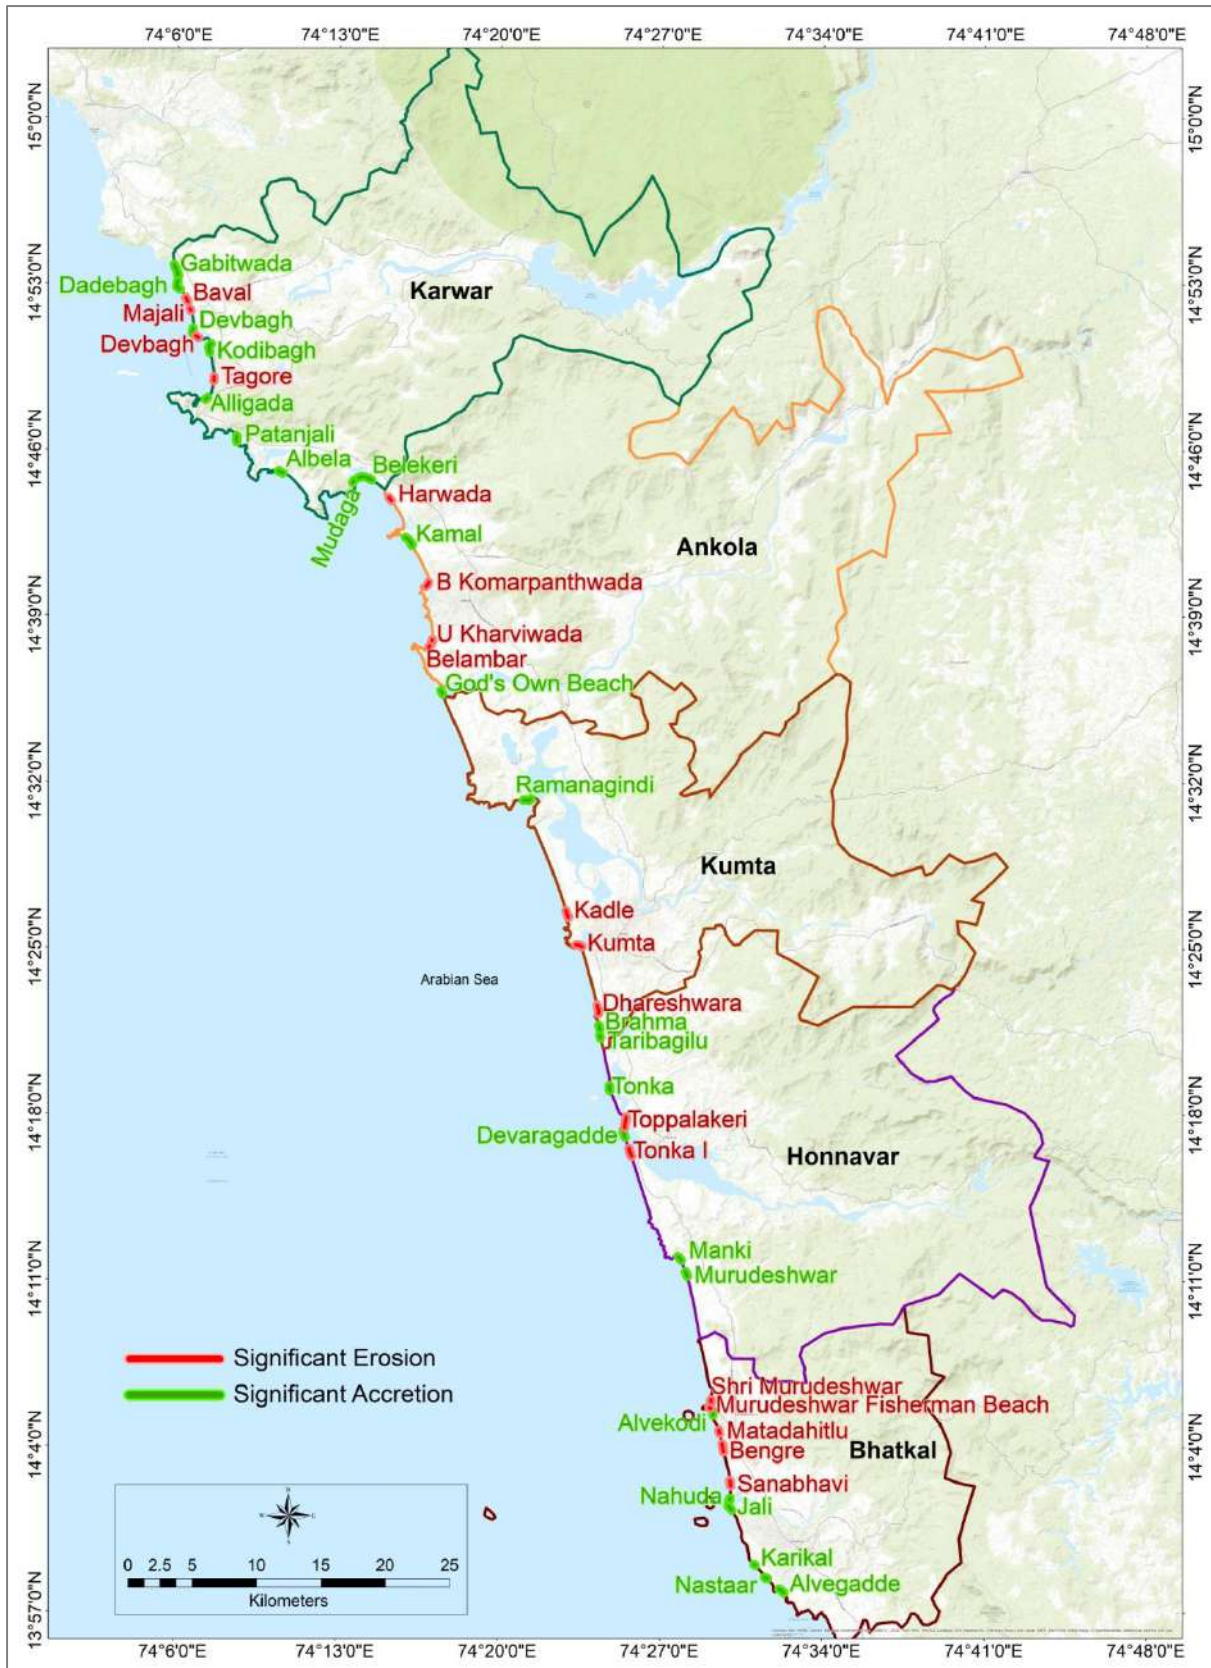 74°6'0"E 74°13'0"E 74°20'0"E 74°27'0"E 74°34'0"E 74°41'0"E 74°48'0"E
15°0'0"N 15°0'0"N
Gabitwada
14°53'0"N 14°53'0"N
Dadebagh
Karwar
Baval
Majali
Devbagh
Devbagh
Kodibagh
Tagore
Alligada
Patanjali
14°46'0"N 14°46'0"N
Albela
Belekeri
Harwada
Mudaga
Kamal
Ankola
B Komarpanthwada
14°39'0"N 14°39'0"N
U Kharviwada
Belambar
God's Own Beach
14°32'0"N 14°32'0"N
Ramanagindi
Kumta
Kadle
Kumta
14°25'0"N 14°25'0"N
Arabian Sea
Dhareshwara
Brahma
Taribagilu
Tonka
14°18'0"N 14°18'0"N
Toppalakeri
Devaragadde
Tonka I
Honnavar
Manki
Murudeshwar
14°11'0"N 14°11'0"N
Significant Erosion
Significant Accretion
Shri Murudeshwar
Murudeshwar Fisherman Beach
Alvekodi
Matadahitlu
Bengre
Bhatkal
14°4'0"N 14°4'0"N
Sanabhavi
Nahuda
Jali
N
W E
S
Karikal
Nastaar
Alvegadde
0 2.5 5 10 15 20 25
Kilometers
13°57'0"N
74°6'0"E 74°13'0"E 74°20'0"E 74°27'0"E 74°34'0"E 74°41'0"E 74°48'0"E